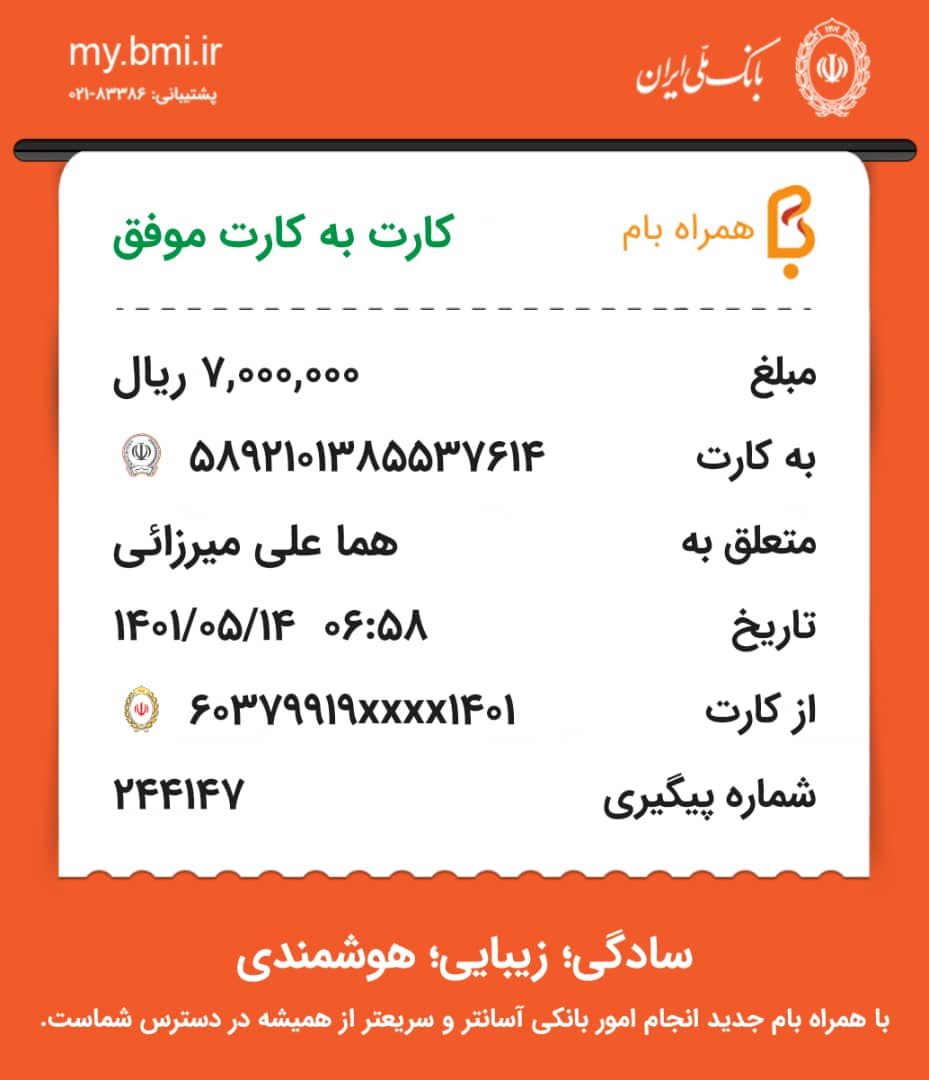 بانک ملی ایران
my.bmi.ir
پشتیبانی: ۸۳۳۸۶-۰۲۱
همراه بام
کارت به کارت موفق
مبلغ ۷,۰۰۰,۰۰۰ ریال
به کارت ۵۸۹۲۱۰۱۳۸۵۵۳۷۶۱۴
متعلق به هما علی میرزائی
تاریخ ۱۴۰۱/۰۵/۱۴ ۰۶:۵۸
از کارت ۶۰۳۷۹۹۱۹xxxx۱۴۰۱
شماره پیگیری ۲۴۴۱۴۷
سادگی؛ زیبایی؛ هوشمندی
با همراه بام جدید انجام امور بانکی آسانتر و سریعتر از همیشه در دسترس شماست.